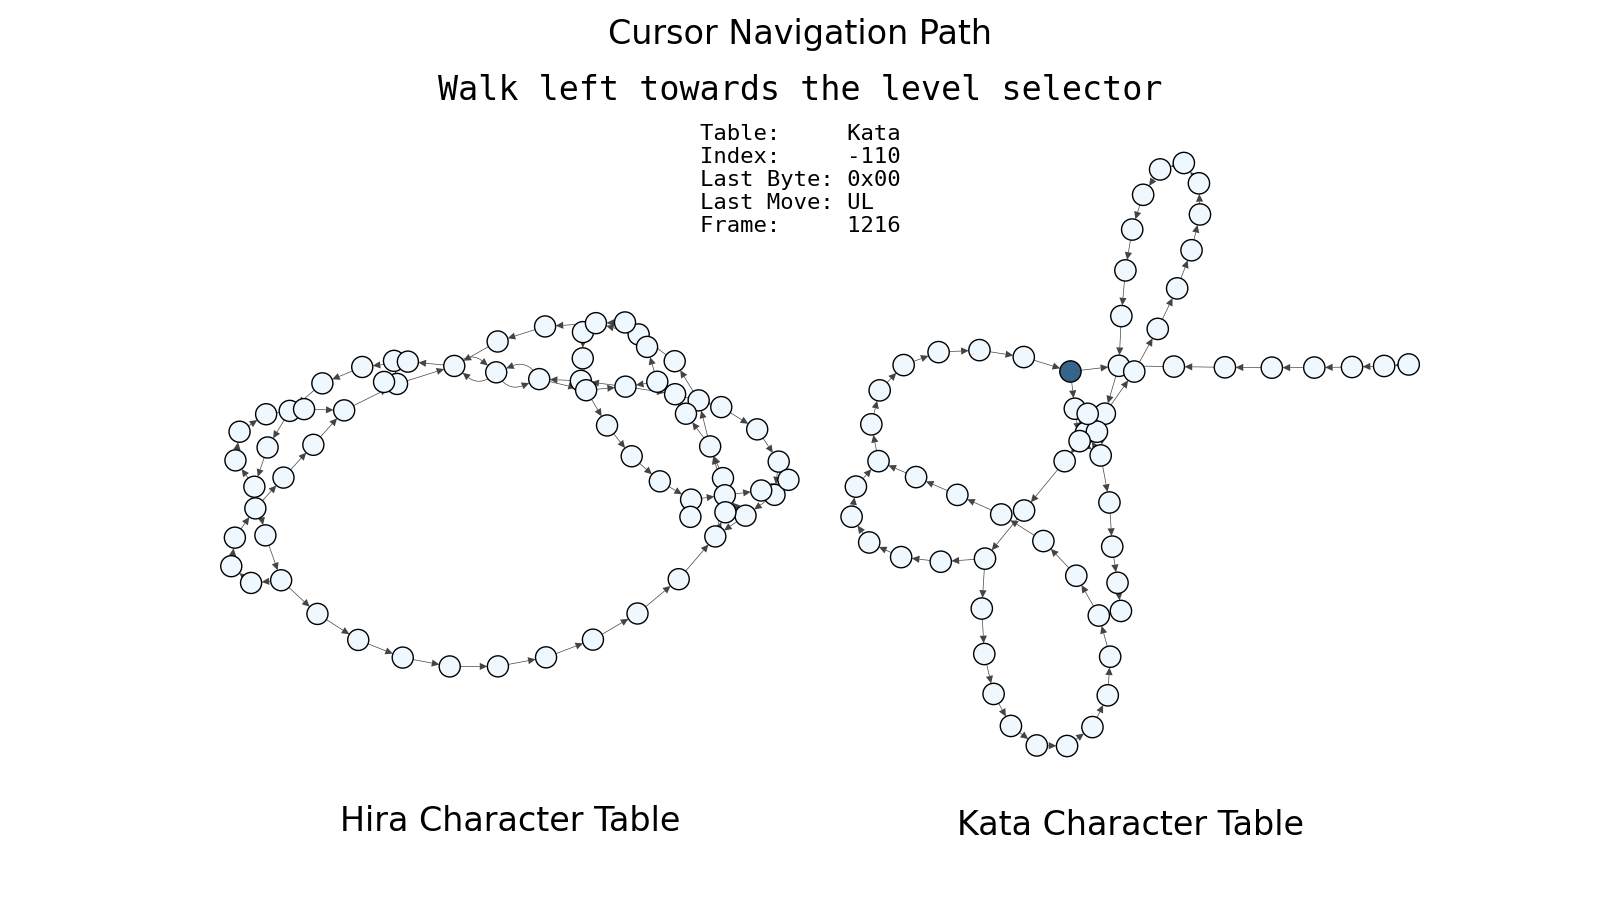 Cursor Navigation Path
Walk left towards the level selector
Table: Kata
Index: -110
Last Byte: 0x00
Last Move: UL
Frame: 1216
Hira Character Table
Kata Character Table